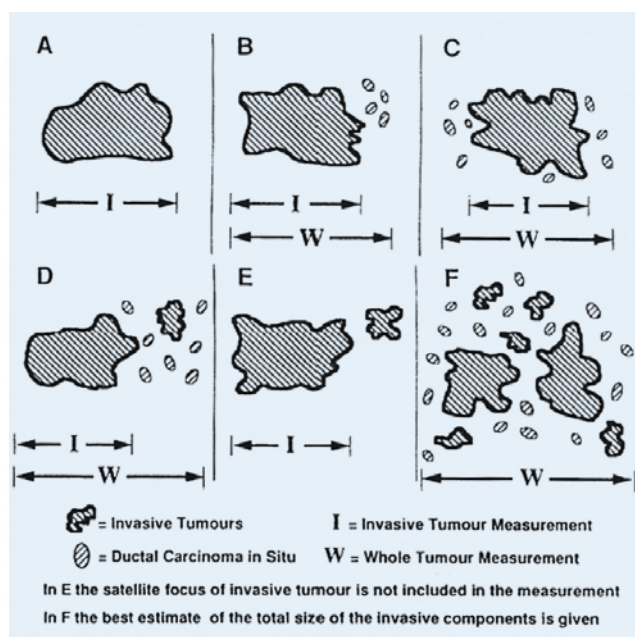 A
B
C
I
I
W
I
W
D
E
F
I
W
I
W
= Invasive Tumours
I = Invasive Tumour Measurement
= Ductal Carcinoma in Situ
W = Whole Tumour Measurement
In E the satellite focus of invasive tumour is not included in the measurement
In F the best estimate of the total size of the invasive components is given